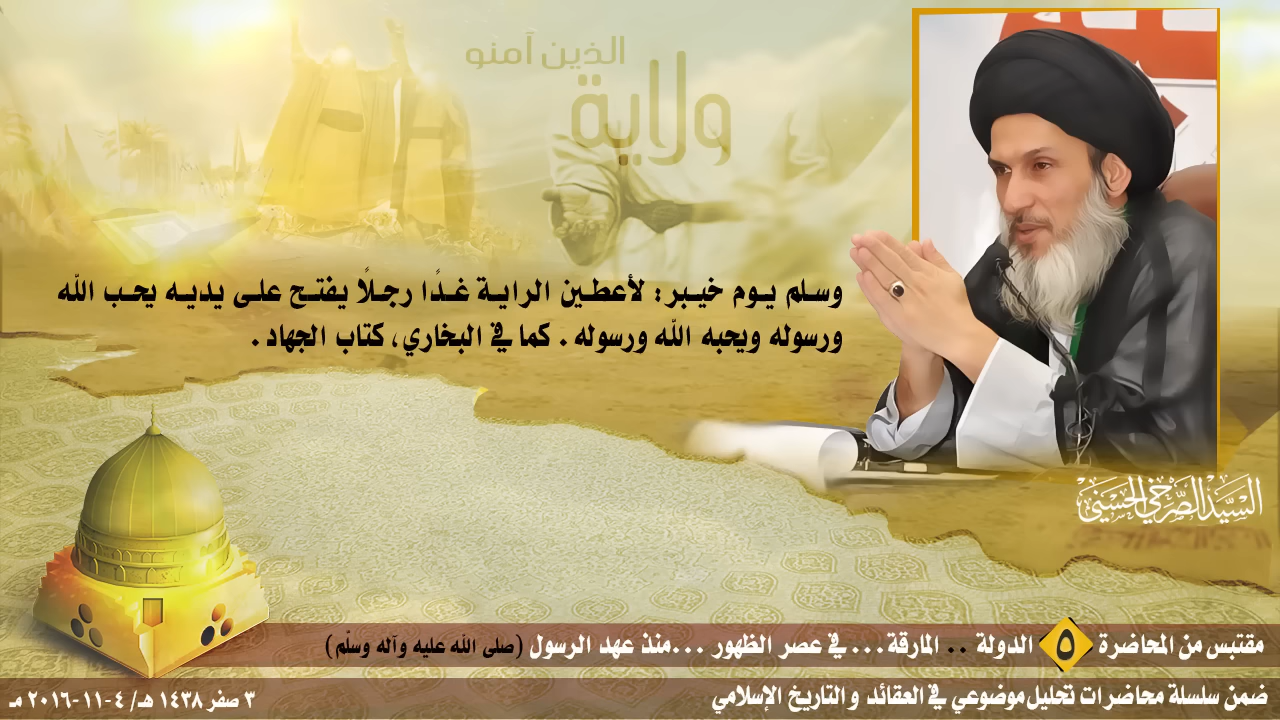 الذين آمنو
ولاية
وسلم يوم خيبر: لأعطين الراية غدًا رجلًا يفتح على يديه يحب الله
ورسوله ويحبه الله ورسوله . كما في البخاري، كتاب الجهاد .
السيد الصرخي الحسني
مقتبس من المحاضرة ٥ الدولة .. المارقة...في عصر الظهور ...منذ عهد الرسول (صلى الله عليه وآله وسلّم)
ضمن سلسلة محاضرات تحليل موضوعي في العقائد و التاريخ الإسلامي
٣ صفر ١٤٣٨ هـ/ ٤-١١-٢٠١٦ مـ